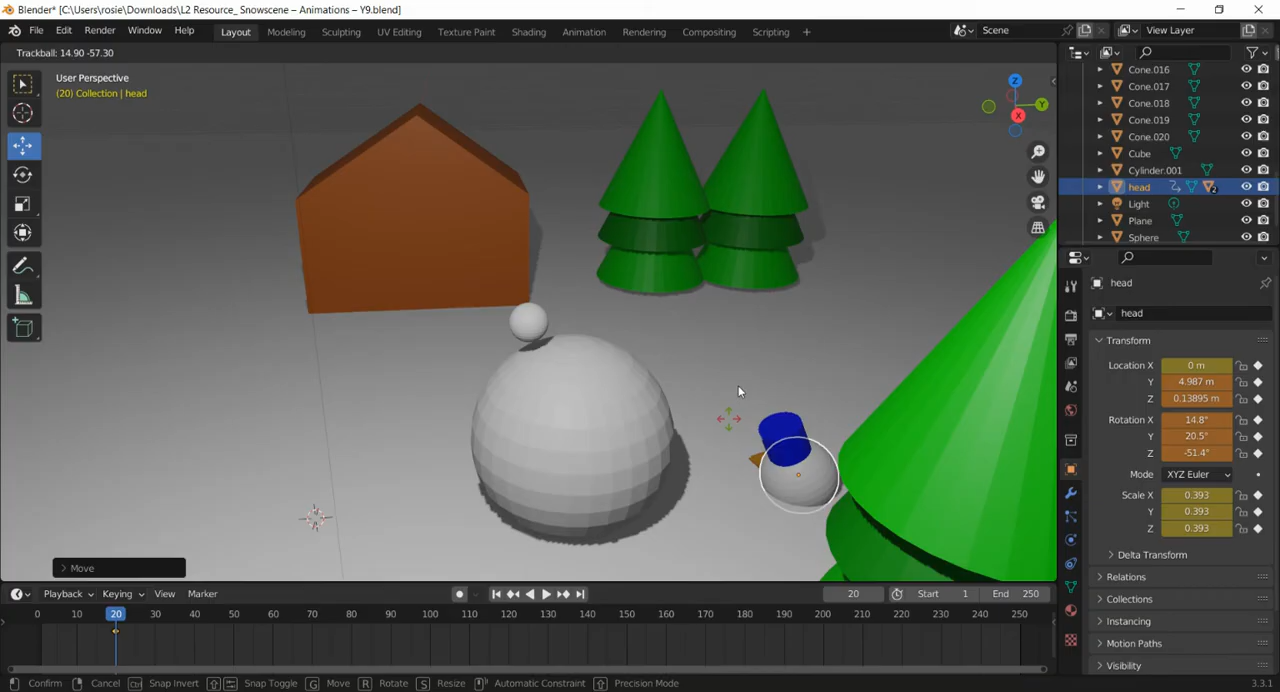 Blender* [C:\Users\rosie\Downloads\L2 Resource_ Snowscene – Animations – Y9.blend]
File Edit Render Window Help Layout Modeling Sculpting UV Editing Texture Paint Shading Animation Rendering Compositing Scripting + Scene View Layer
Trackball: 14.90 -57.30
User Perspective
(20) Collection | head
Z
Y
X
Cone.016
Cone.017
Cone.018
Cone.019
Cone.020
Cube
Cylinder.001
head 2
Light
Plane
Sphere
head
head
Transform
Location X 0 m
Y 4.987 m
Z 0.13895 m
Rotation X 14.8°
Y 20.5°
Z -51.4°
Mode XYZ Euler
Scale X 0.393
Y 0.393
Z 0.393
Delta Transform
Relations
Collections
Instancing
Motion Paths
Visibility
Move
Playback Keying View Marker 20 Start 1 End 250
0 10 20 30 40 50 60 70 80 90 100 110 120 130 140 150 160 170 180 190 200 210 220 230 240 250
Confirm Cancel Ctrl Snap Invert Snap Toggle G Move R Rotate S Resize Automatic Constraint Precision Mode 3.3.1